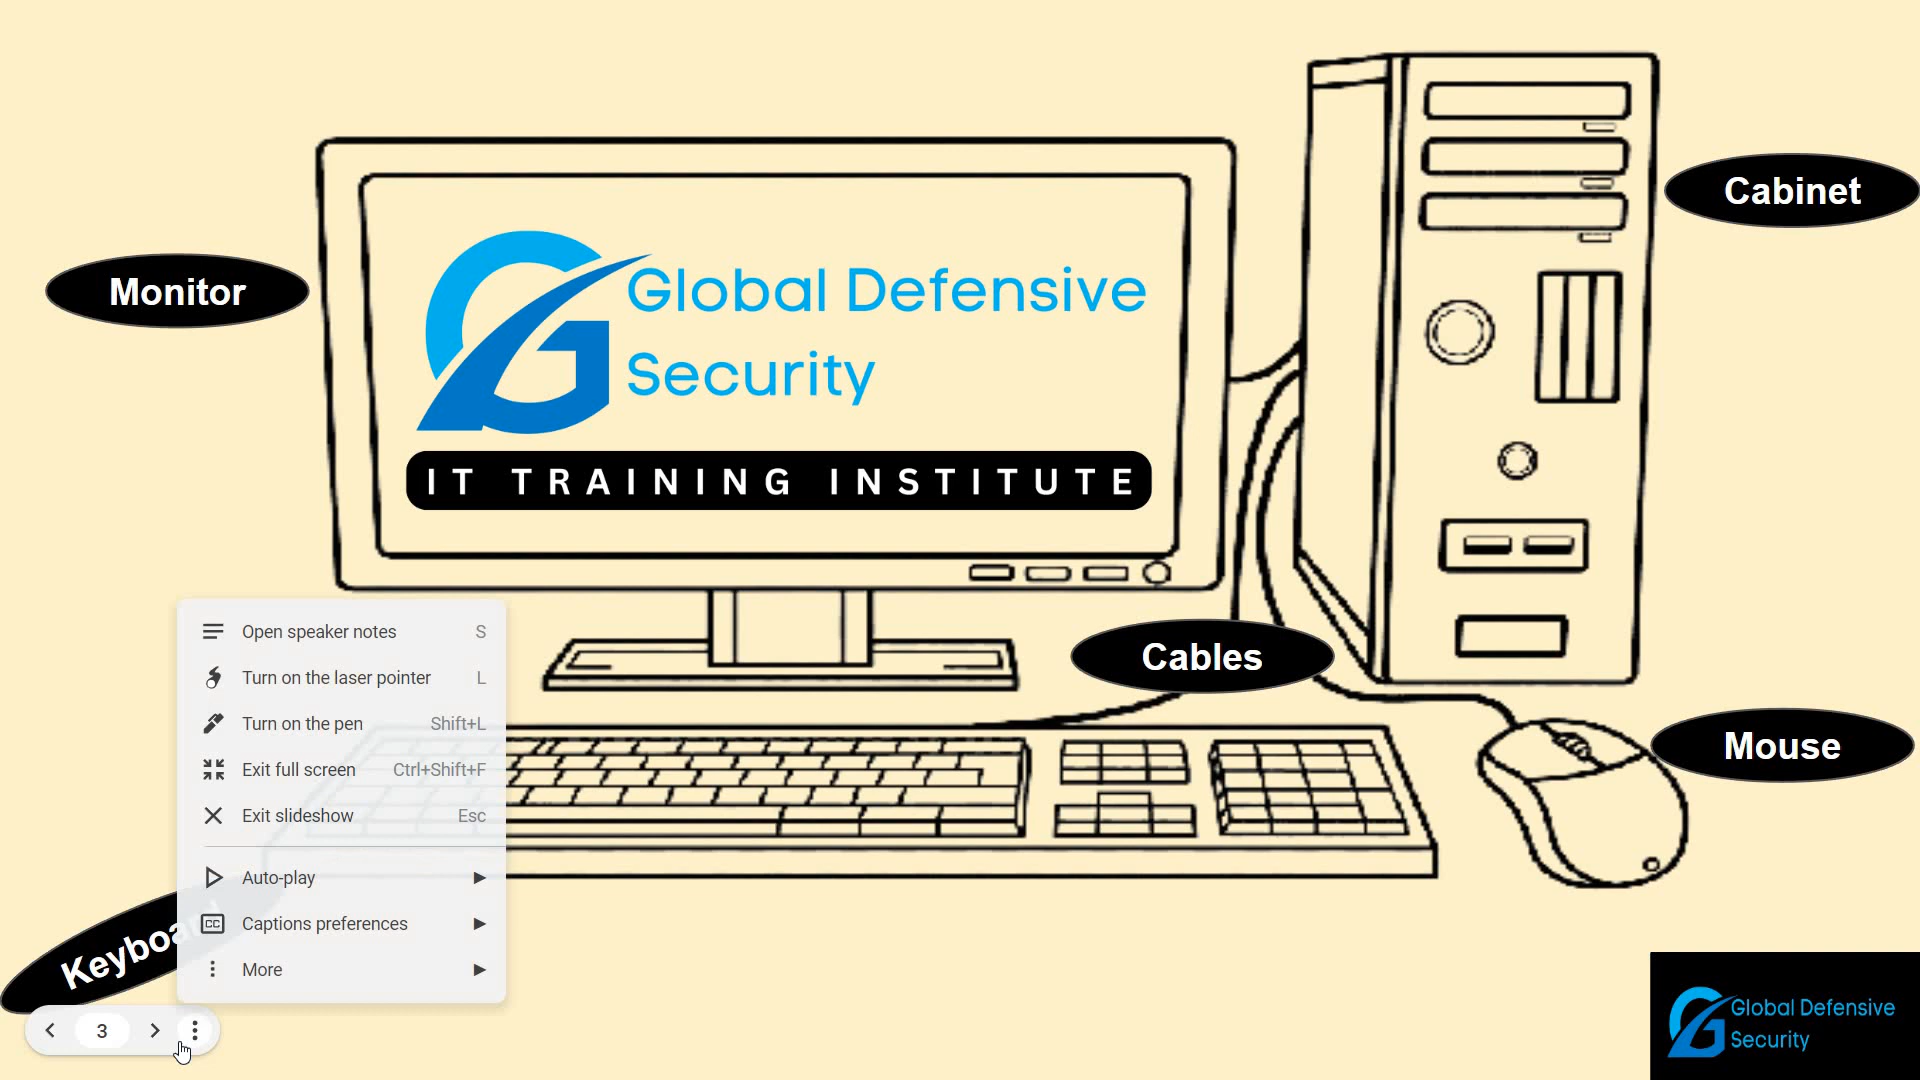 Cabinet
Monitor
Global Defensive
Security
IT TRAINING INSTITUTE
Open speaker notes S
Turn on the laser pointer L
Turn on the pen Shift+L
Exit full screen Ctrl+Shift+F
Exit slideshow Esc
Auto-play
CC Captions preferences
More
Cables
Mouse
Keyboard
3
Global Defensive
Security